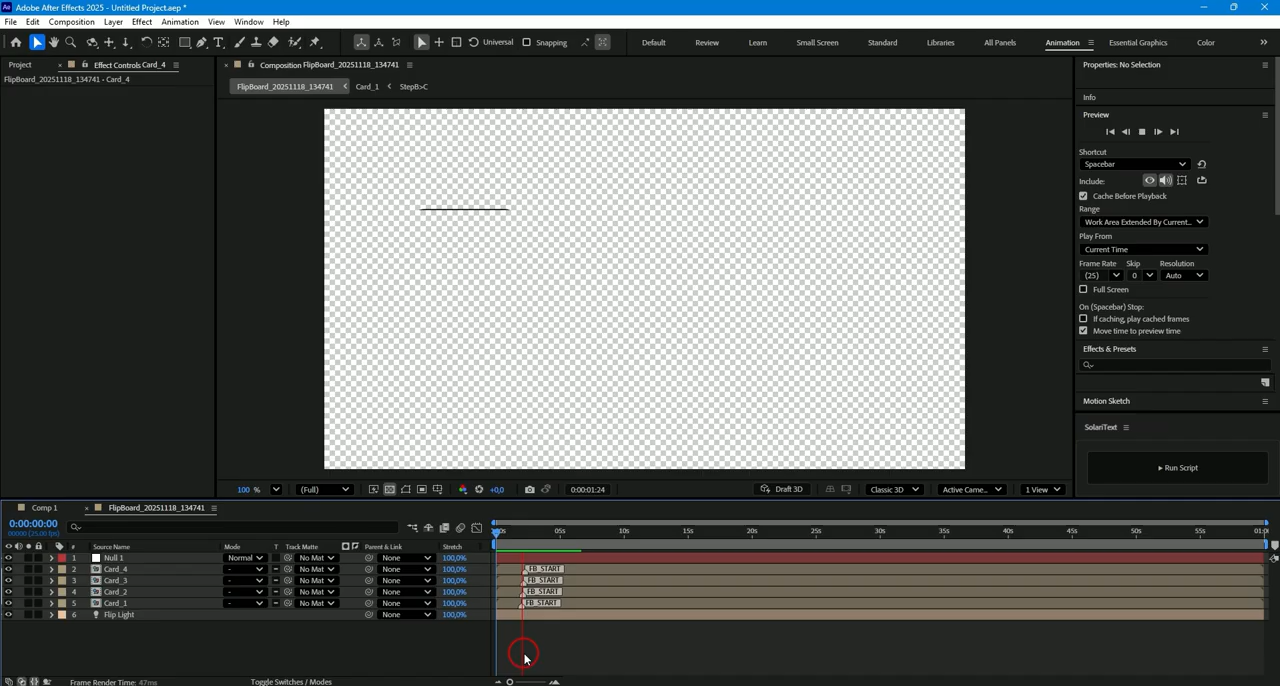 Adobe After Effects 2025 - Untitled Project.aep *
File Edit Composition Layer Effect Animation View Window Help
Universal Snapping Default Review Learn Small Screen Standard Libraries All Panels Animation Essential Graphics Color
Project Effect Controls Card_4
FlipBoard_20251118_134741 • Card_4
Composition FlipBoard_20251118_134741
FlipBoard_20251118_134741 Card_1 StepB>C
Properties: No Selection
Info
Preview
Shortcut
Spacebar
Include:
Cache Before Playback
Range
Work Area Extended By Current...
Play From
Current Time
Frame Rate Skip Resolution
(25) 0 Auto
Full Screen
On (Spacebar) Stop:
If caching, play cached frames
Move time to preview time
Effects & Presets
Motion Sketch
SolariText
Run Script
100 % (Full) +0,0 0:00:01:24 Draft 3D Classic 3D Active Came... 1 View
Comp 1 FlipBoard_20251118_134741
0:00:00:00
00000 (25.00 fps)
05s 10s 15s 20s 25s 30s 35s 40s 45s 50s 55s
# Source Name Mode T Track Matte Parent & Link Stretch
1 Null 1 Normal No Mat None 100,0%
2 Card_4 - No Mat None 100,0% FB_START
3 Card_3 - No Mat None 100,0% FB_START
4 Card_2 - No Mat None 100,0% FB_START
5 Card_1 - No Mat None 100,0% FB_START
6 Flip Light None 100,0%
Frame Render Time: 47ms Toggle Switches / Modes